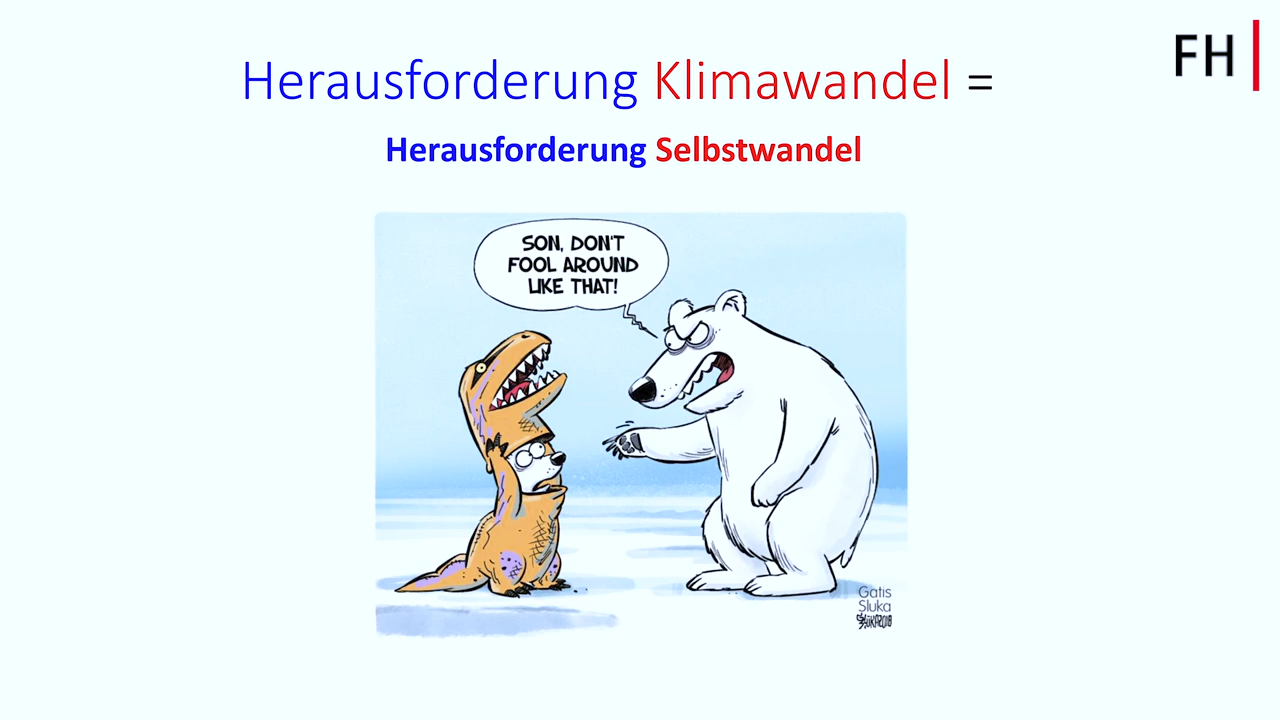 FH
Herausforderung Klimawandel =
Herausforderung Selbstwandel
SON, DON'T
FOOL AROUND
LIKE THAT!
Gatis
Sluka